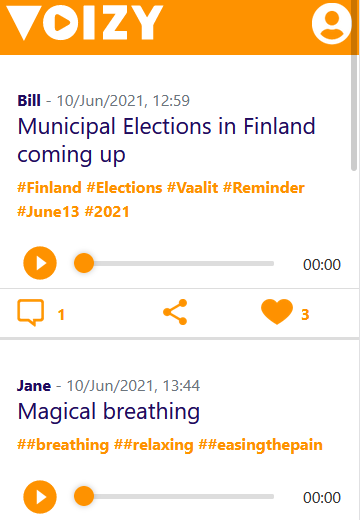 VOIZY
Bill - 10/Jun/2021, 12:59
Municipal Elections in Finland
coming up
#Finland #Elections #Vaalit #Reminder
#June13 #2021
00:00
1 3
Jane - 10/Jun/2021, 13:44
Magical breathing
##breathing ##relaxing ##easingthepain
00:00